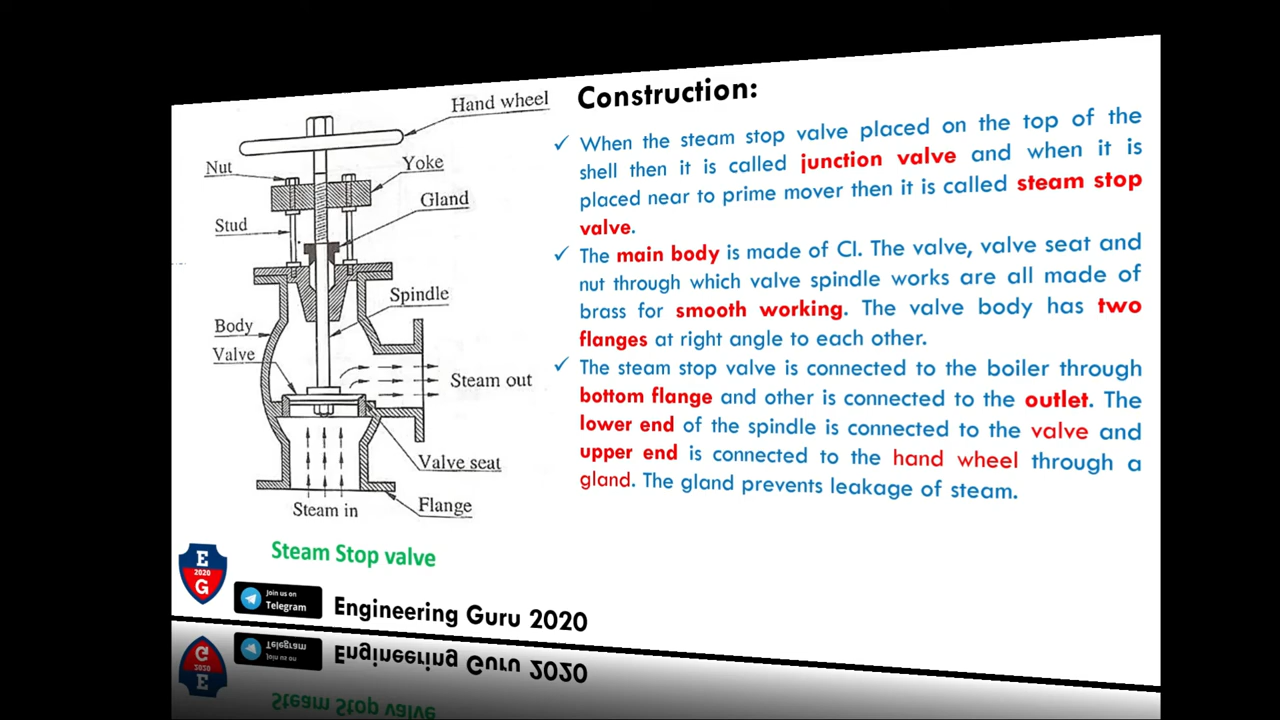 Hand wheel
Nut
Yoke
Gland
Stud
Spindle
Body
Valve
Steam out
Valve seat
Steam in
Flange
Steam Stop valve
Construction:
✓ When the steam stop valve placed on the top of the
shell then it is called junction valve and when it is
placed near to prime mover then it is called steam stop
valve.
✓ The main body is made of CI. The valve, valve seat and
nut through which valve spindle works are all made of
brass for smooth working. The valve body has two
flanges at right angle to each other.
✓ The steam stop valve is connected to the boiler through
bottom flange and other is connected to the outlet. The
lower end of the spindle is connected to the valve and
upper end is connected to the hand wheel through a
gland. The gland prevents leakage of steam.
E
2020
G
Join us on
Telegram
Engineering Guru 2020